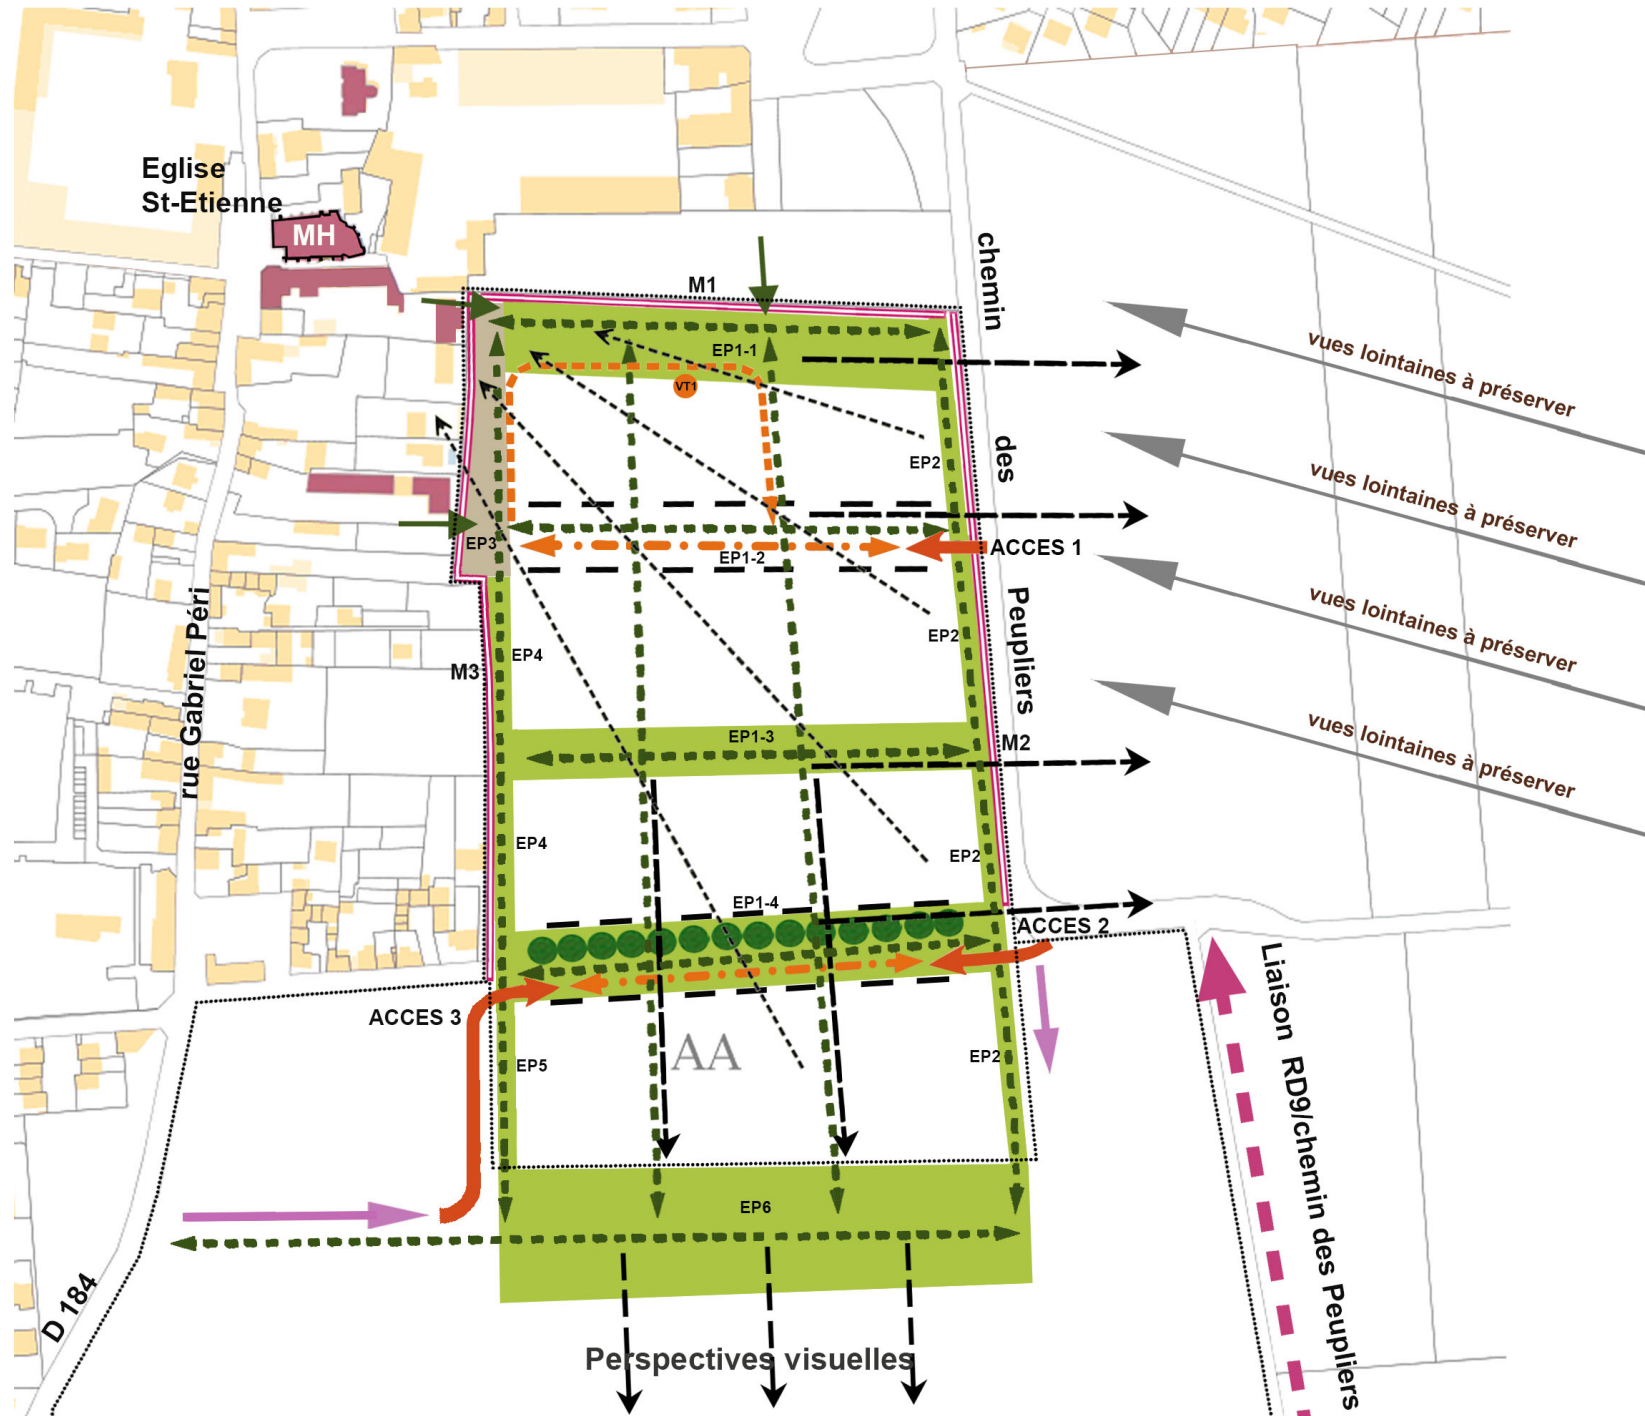 Eglise
St-Etienne
MH
M1
chemin
vues lointaines à préserver
EP1-1
VT1
EP2
des
vues lointaines à préserver
EP3
EP1-2
ACCES 1
rue Gabriel Péri
EP2
Peupliers
vues lointaines à préserver
EP4
M3
EP1-3
M2
vues lointaines à préserver
EP4
EP2
EP1-4
ACCES 2
ACCES 3
AA
EP5
EP2
Liaison RD9/chemin des Peupliers
EP6
D 184
Perspectives visuelles